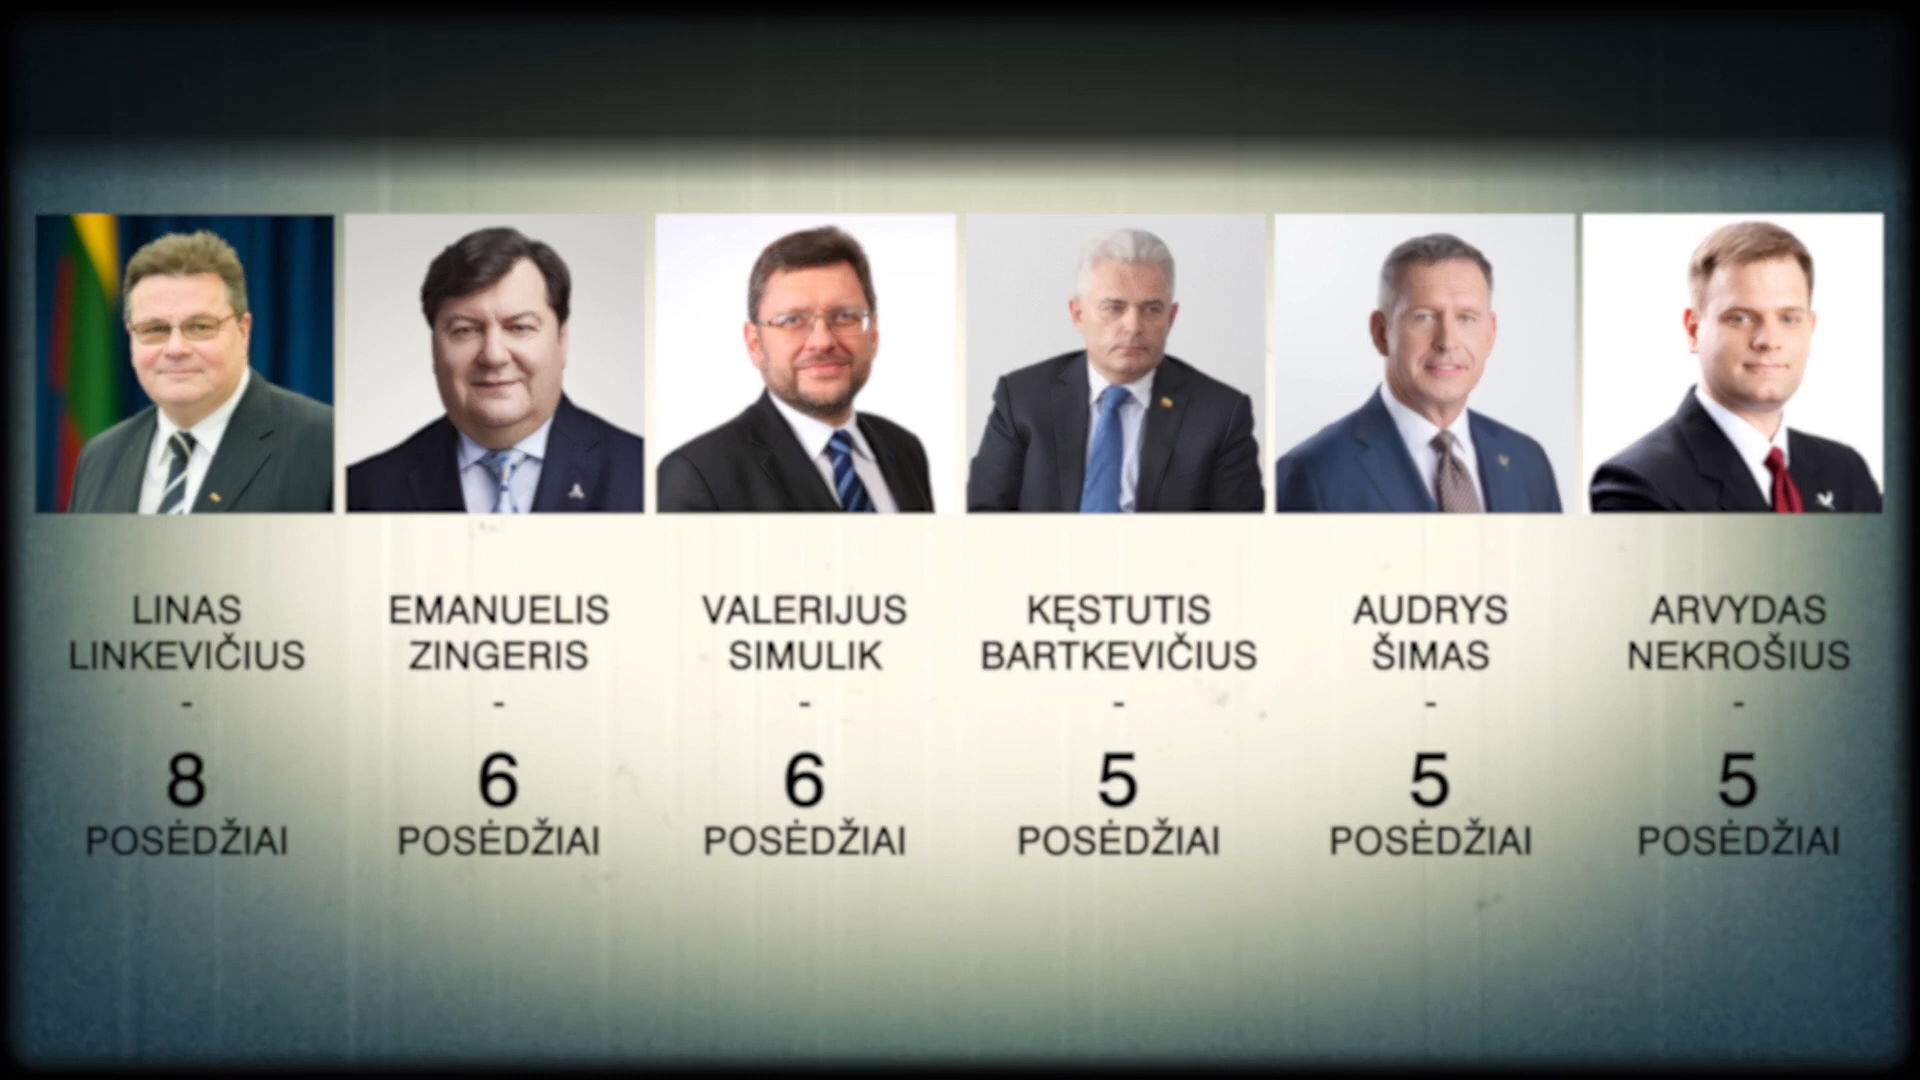 LINAS
LINKEVIČIUS
-
8
POSĖDŽIAI
EMANUELIS
ZINGERIS
-
6
POSĖDŽIAI
VALERIJUS
SIMULIK
-
6
POSĖDŽIAI
KĘSTUTIS
BARTKEVIČIUS
-
5
POSĖDŽIAI
AUDRYS
ŠIMAS
-
5
POSĖDŽIAI
ARVYDAS
NEKROŠIUS
-
5
POSĖDŽIAI